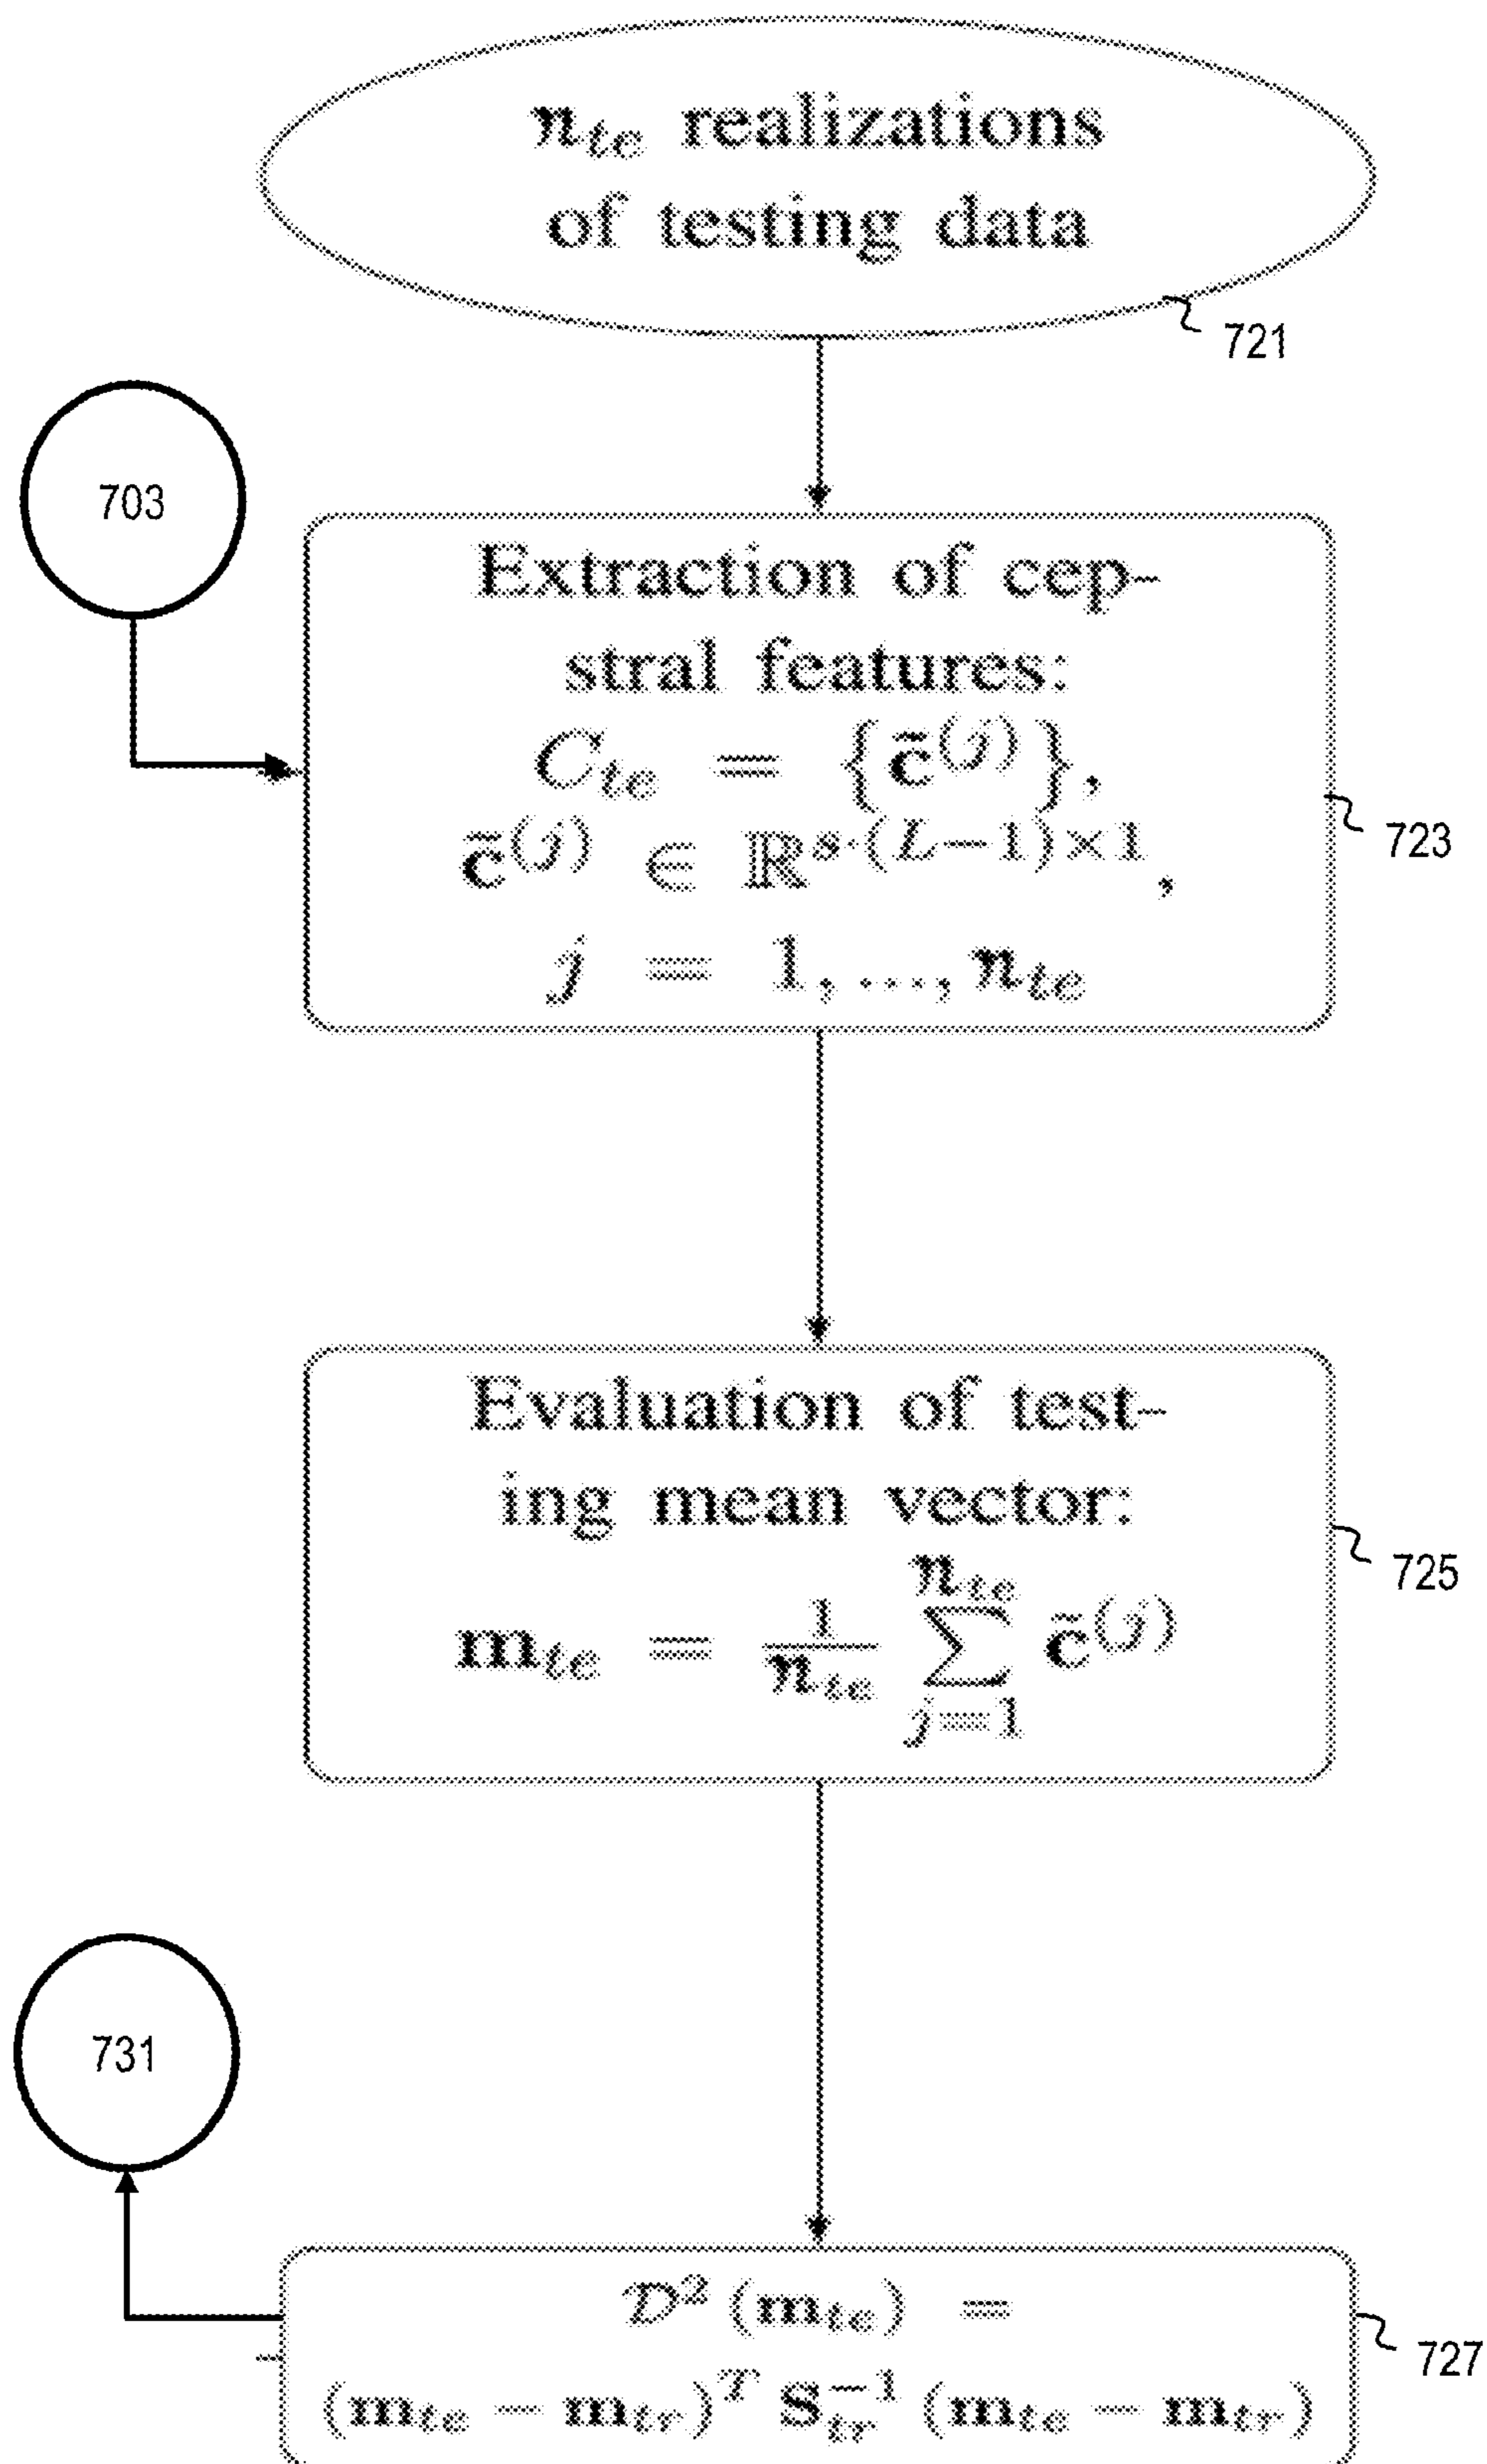 n_te realizations
of testing data
721
703
Extraction of cep-
stral features:
C_te = { c̄̃^(j) },
c̄̃^(j) ∈ ℝ^{s·(L−1)×1},
j = 1, ..., n_te
723
Evaluation of test-
ing mean vector:
m_te = \frac{1}{n_te} \sum_{j=1}^{n_te} c̄̃^(j)
725
731
𝒟² (m_te) =
(m_te − m_tr)^T S_tr^{−1} (m_te − m_tr)
727